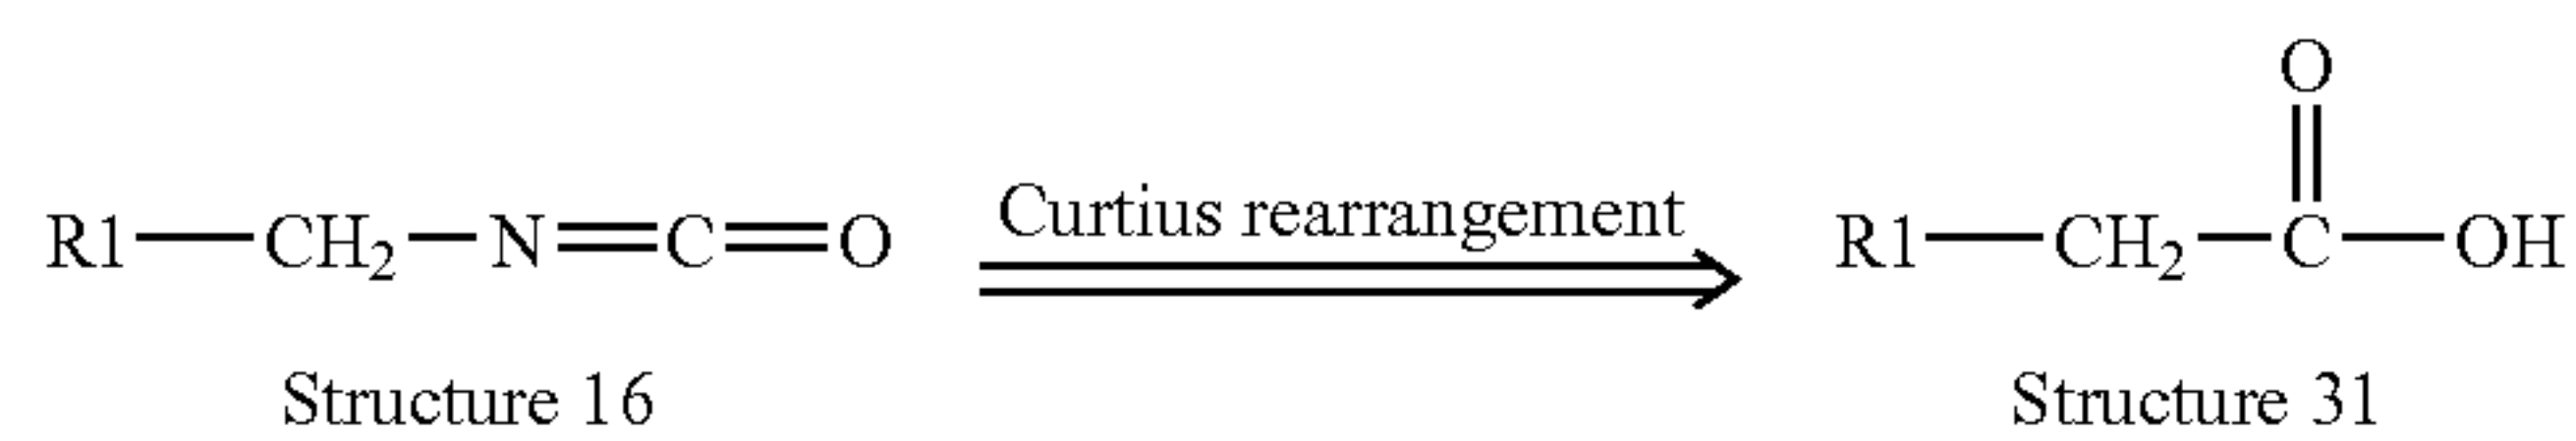 O
Curtius rearrangement
R1—CH₂—N=C=O R1—CH₂—C—OH
Structure 16 Structure 31